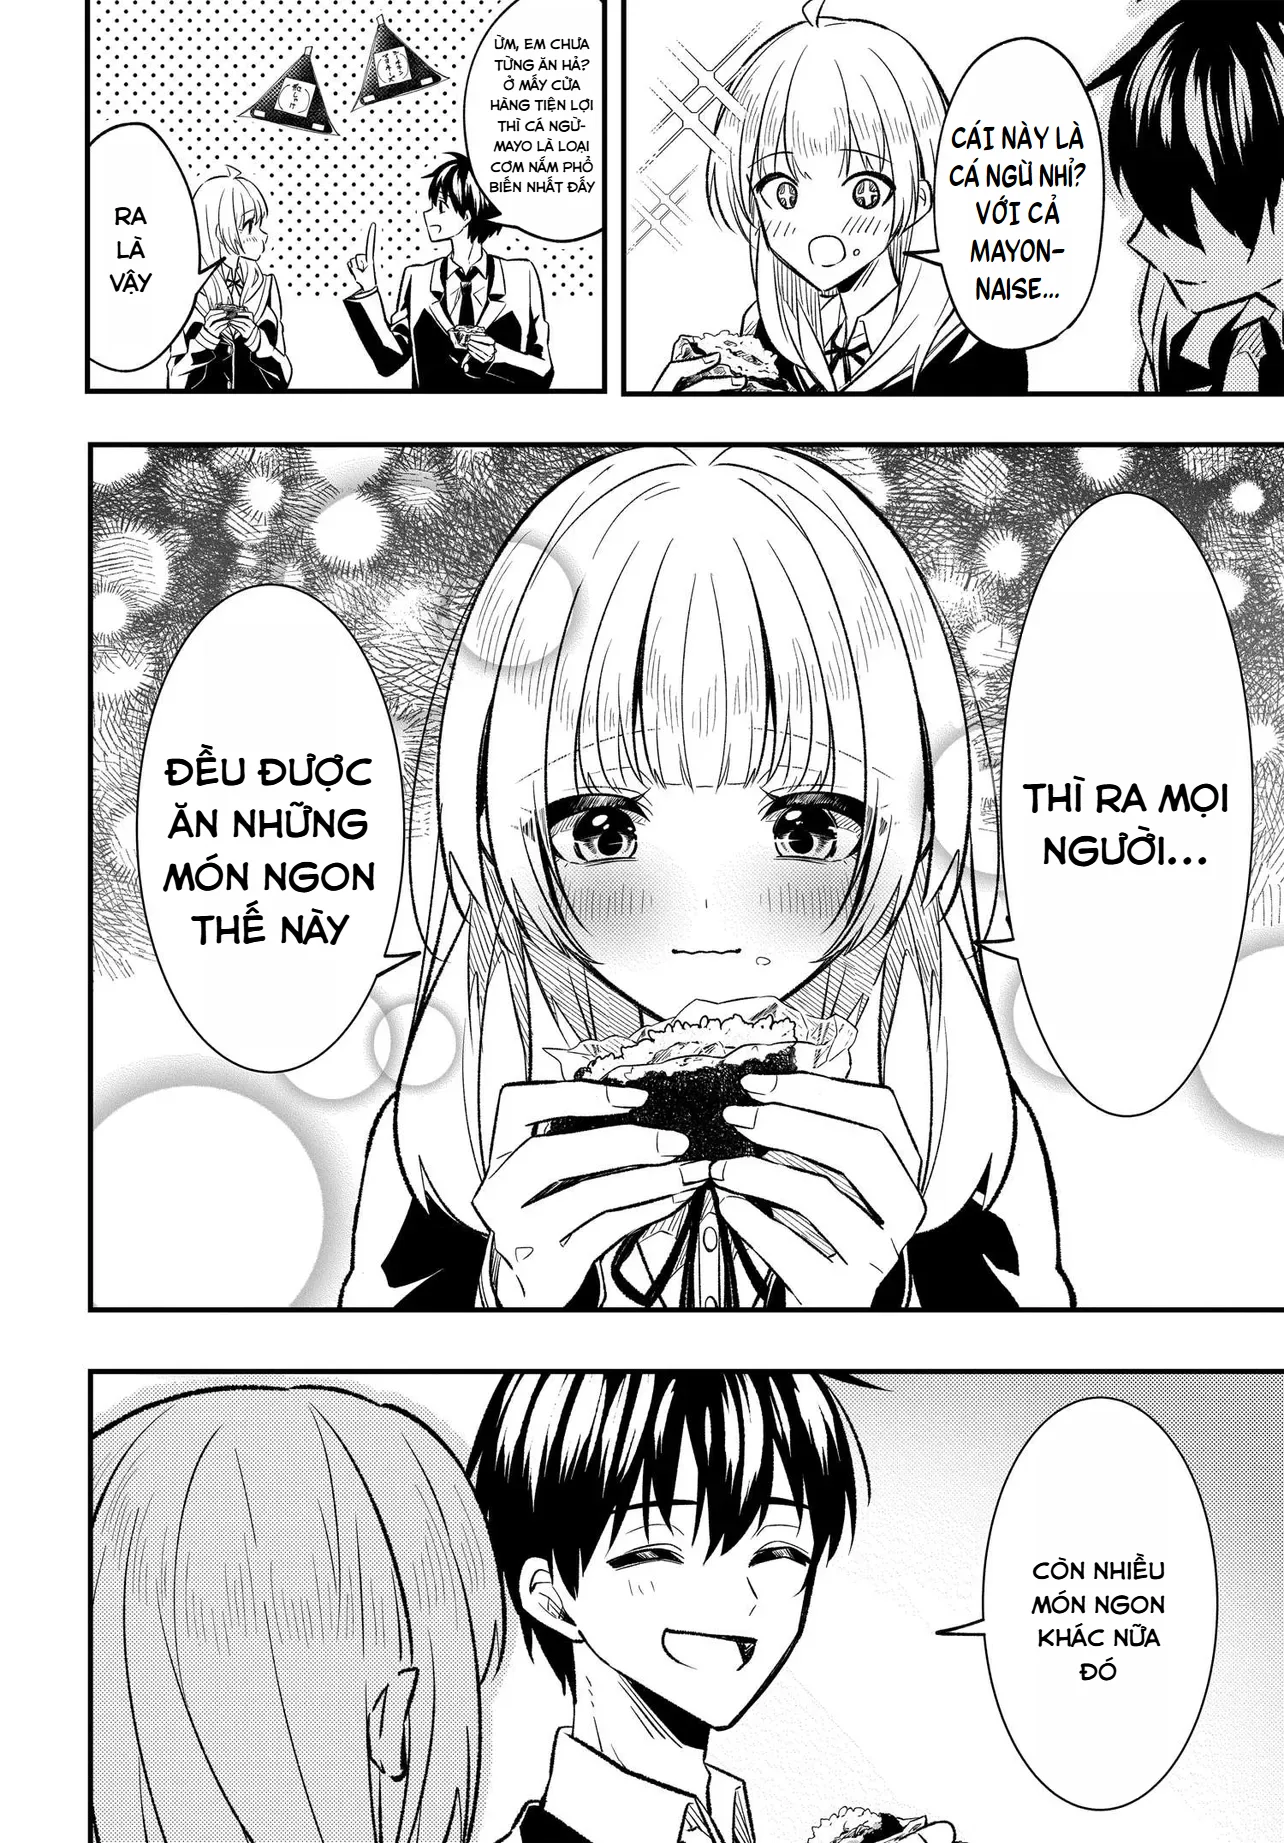 CÁI NÀY LÀ
CÁ NGỪ NHỈ?
VỚI CẢ
MAYON-
NAISE...
ỪM, EM CHƯA
TỪNG ĂN HẢ?
Ở MẤY CỬA
HÀNG TIỆN LỢI
THÌ CÁ NGỪ-
MAYO LÀ LOẠI
CƠM NẮM PHỔ
BIẾN NHẤT ĐẤY
RA
LÀ
VẬY
THÌ RA MỌI
NGƯỜI...
ĐỀU ĐƯỢC
ĂN NHỮNG
MÓN NGON
THẾ NÀY
CÒN NHIỀU
MÓN NGON
KHÁC NỮA
ĐÓ